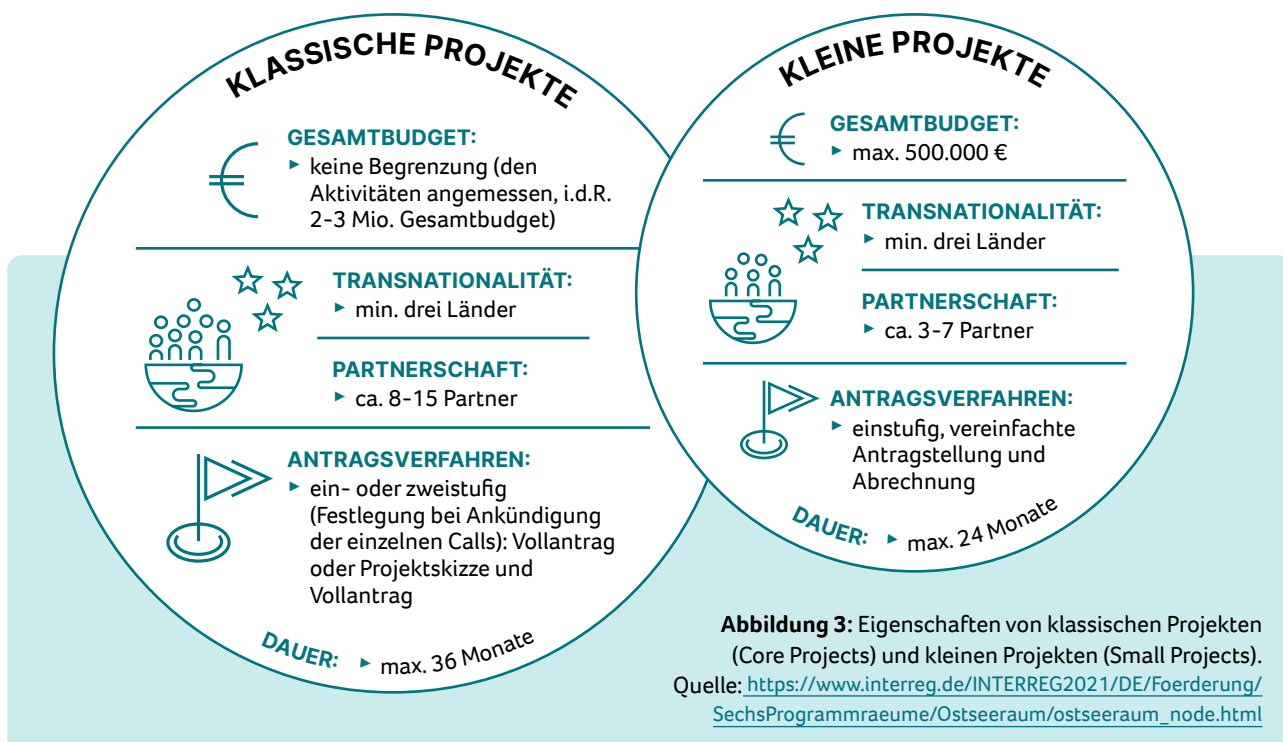 KLASSISCHE PROJEKTE
GESAMTBUDGET:
▸ keine Begrenzung (den
Aktivitäten angemessen, i.d.R.
2-3 Mio. Gesamtbudget)
TRANSNATIONALITÄT:
▸ min. drei Länder
PARTNERSCHAFT:
▸ ca. 8-15 Partner
ANTRAGSVERFAHREN:
▸ ein- oder zweistufig
(Festlegung bei Ankündigung
der einzelnen Calls): Vollantrag
oder Projektskizze und
Vollantrag
DAUER: ▸ max. 36 Monate
KLEINE PROJEKTE
GESAMTBUDGET:
▸ max. 500.000 €
TRANSNATIONALITÄT:
▸ min. drei Länder
PARTNERSCHAFT:
▸ ca. 3-7 Partner
ANTRAGSVERFAHREN:
▸ einstufig, vereinfachte
Antragstellung und
Abrechnung
DAUER: ▸ max. 24 Monate
Abbildung 3: Eigenschaften von klassischen Projekten
(Core Projects) und kleinen Projekten (Small Projects).
Quelle: https://www.interreg.de/INTERREG2021/DE/Foerderung/
SechsProgrammraeume/Ostseeraum/ostseeraum_node.html